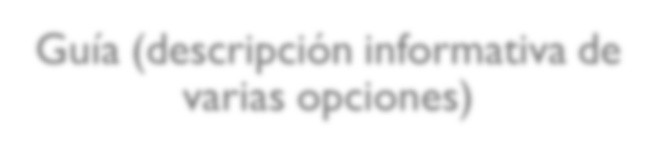 Guía (descripción informativa de
varias opciones)